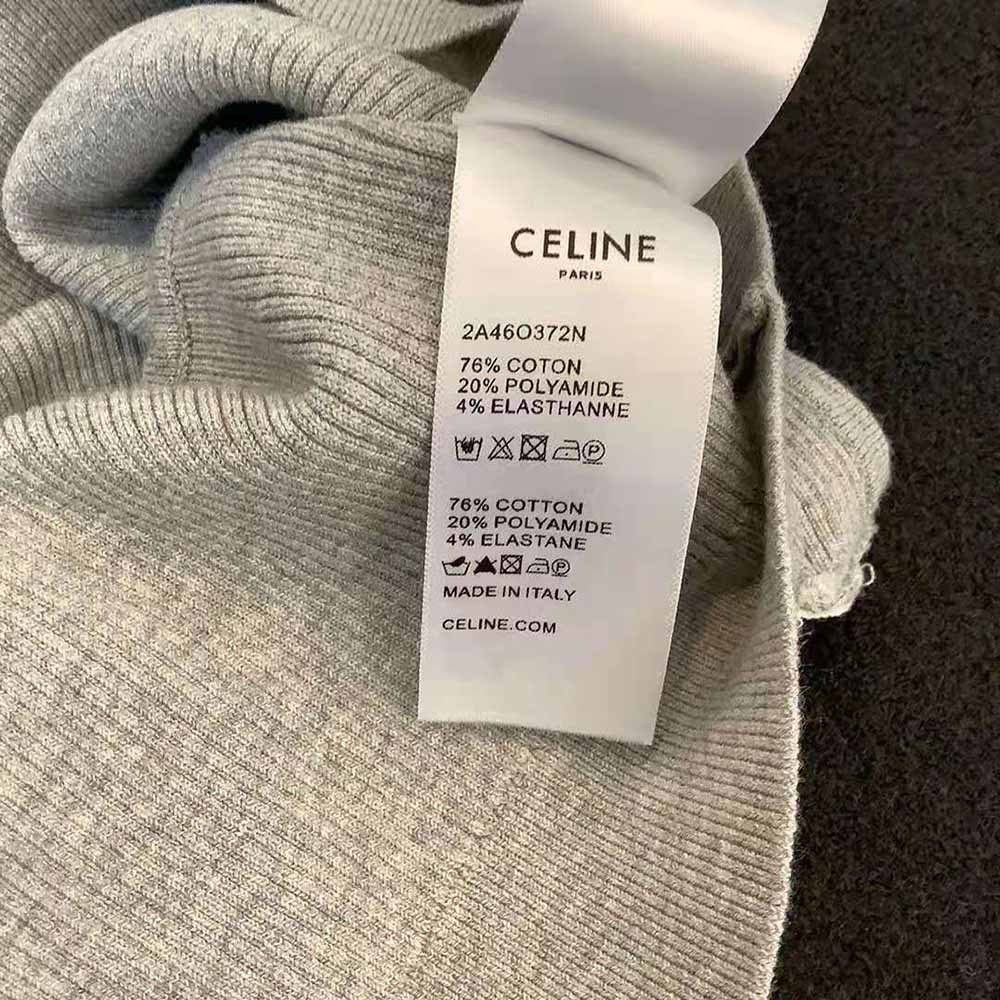 CELINE
PARIS
2A46O372N
76% COTON
20% POLYAMIDE
4% ELASTHANNE
P
76% COTTON
20% POLYAMIDE
4% ELASTANE
P
MADE IN ITALY
CELINE.COM